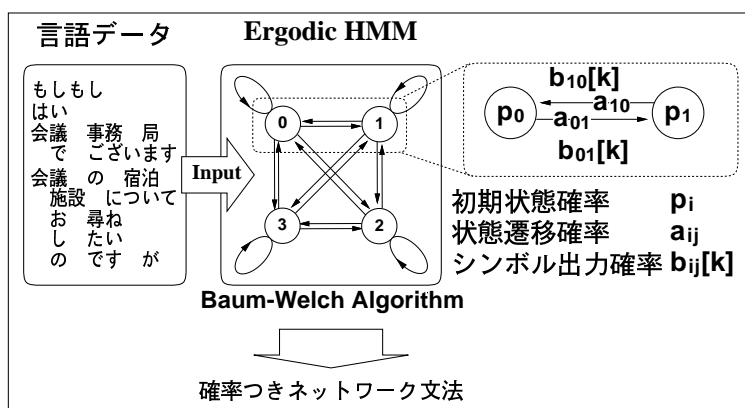 言語データ
Ergodic HMM
もしもし
はい
会議 事務 局
で ございます
会議 の 宿泊
施設 について
お 尋ね
し たい
の です が
Input
0
1
3
2
b10[k]
a10
p0
p1
a01
b01[k]
初期状態確率 pi
状態遷移確率 aij
シンボル出力確率 bij[k]
Baum-Welch Algorithm
確率つきネットワーク文法